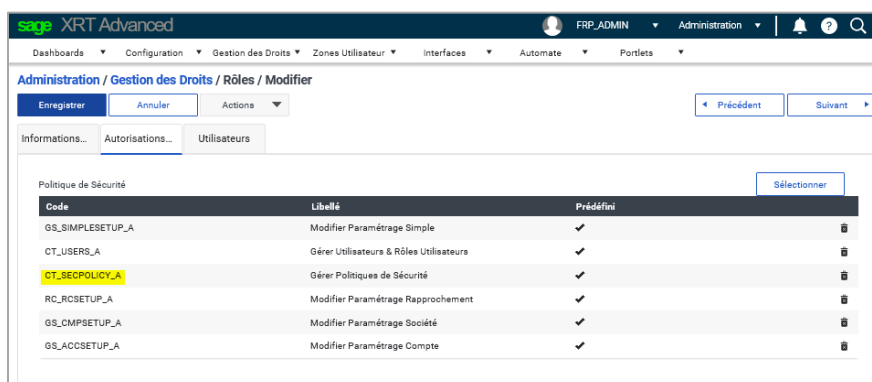 sage XRT Advanced FRP_ADMIN Administration
Dashboards Configuration Gestion des Droits Zones Utilisateur Interfaces Automate Portlets
Administration / Gestion des Droits / Rôles / Modifier
Enregistrer Annuler Actions Précédent Suivant
Informations... Autorisations... Utilisateurs
Politique de Sécurité Sélectionner
Code Libellé Prédéfini
GS_SIMPLESETUP_A Modifier Paramétrage Simple
CT_USERS_A Gérer Utilisateurs & Rôles Utilisateurs
CT_SECPOLICY_A Gérer Politiques de Sécurité
RC_RCSETUP_A Modifier Paramétrage Rapprochement
GS_CMPSETUP_A Modifier Paramétrage Société
GS_ACCSETUP_A Modifier Paramétrage Compte